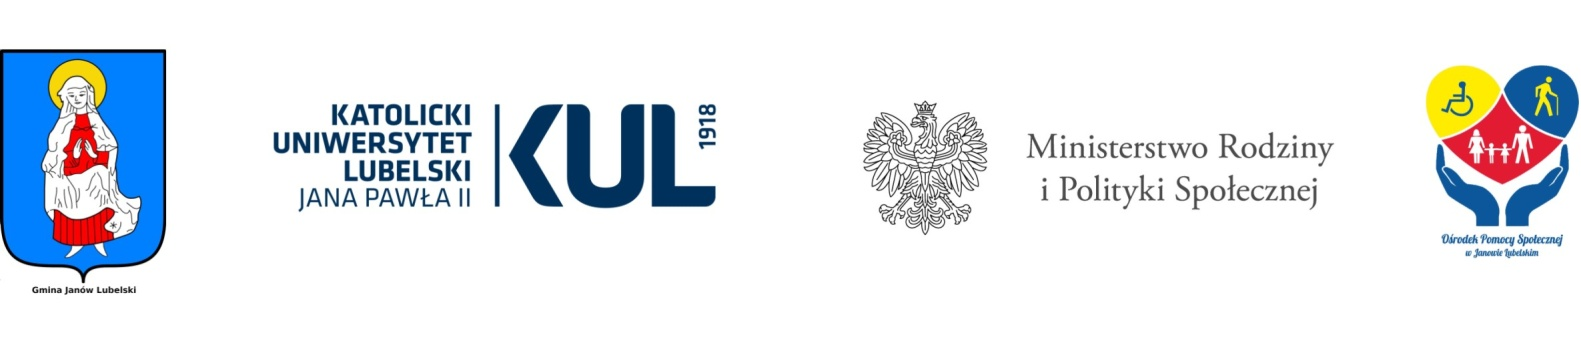 Gmina Janów Lubelski
KATOLICKI
UNIWERSYTET
LUBELSKI
JANA PAWŁA II
KUL
1918
Ministerstwo Rodziny
i Polityki Społecznej
Ośrodek Pomocy Społecznej
w Janowie Lubelskim